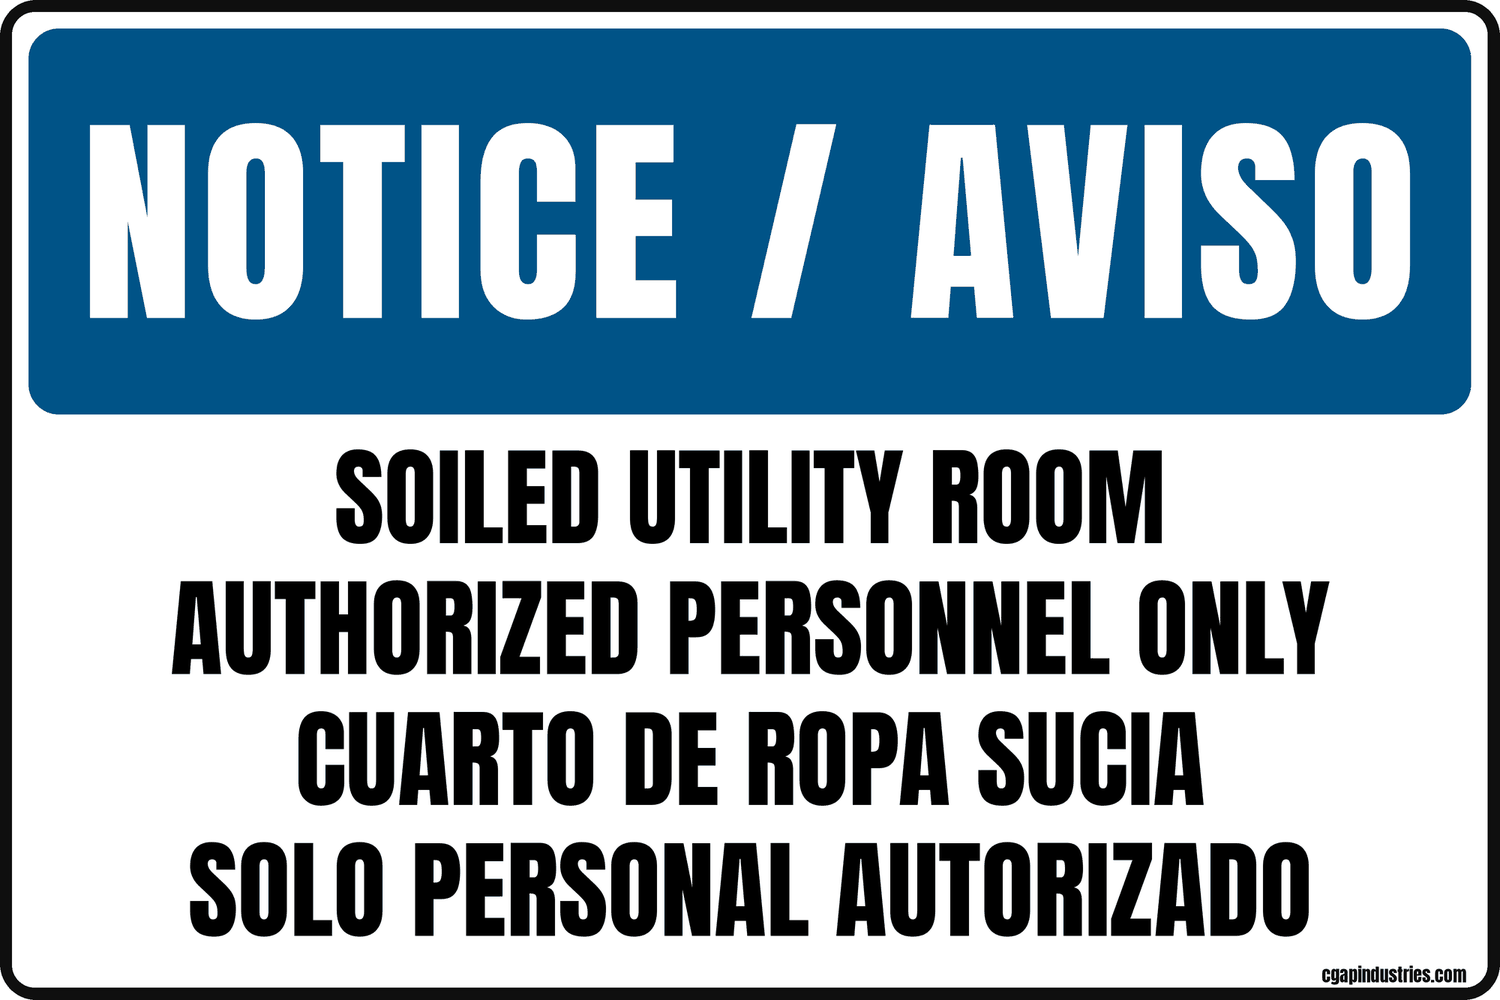 NOTICE / AVISO
SOILED UTILITY ROOM
AUTHORIZED PERSONNEL ONLY
CUARTO DE ROPA SUCIA
SOLO PERSONAL AUTORIZADO
cgapindustries.com